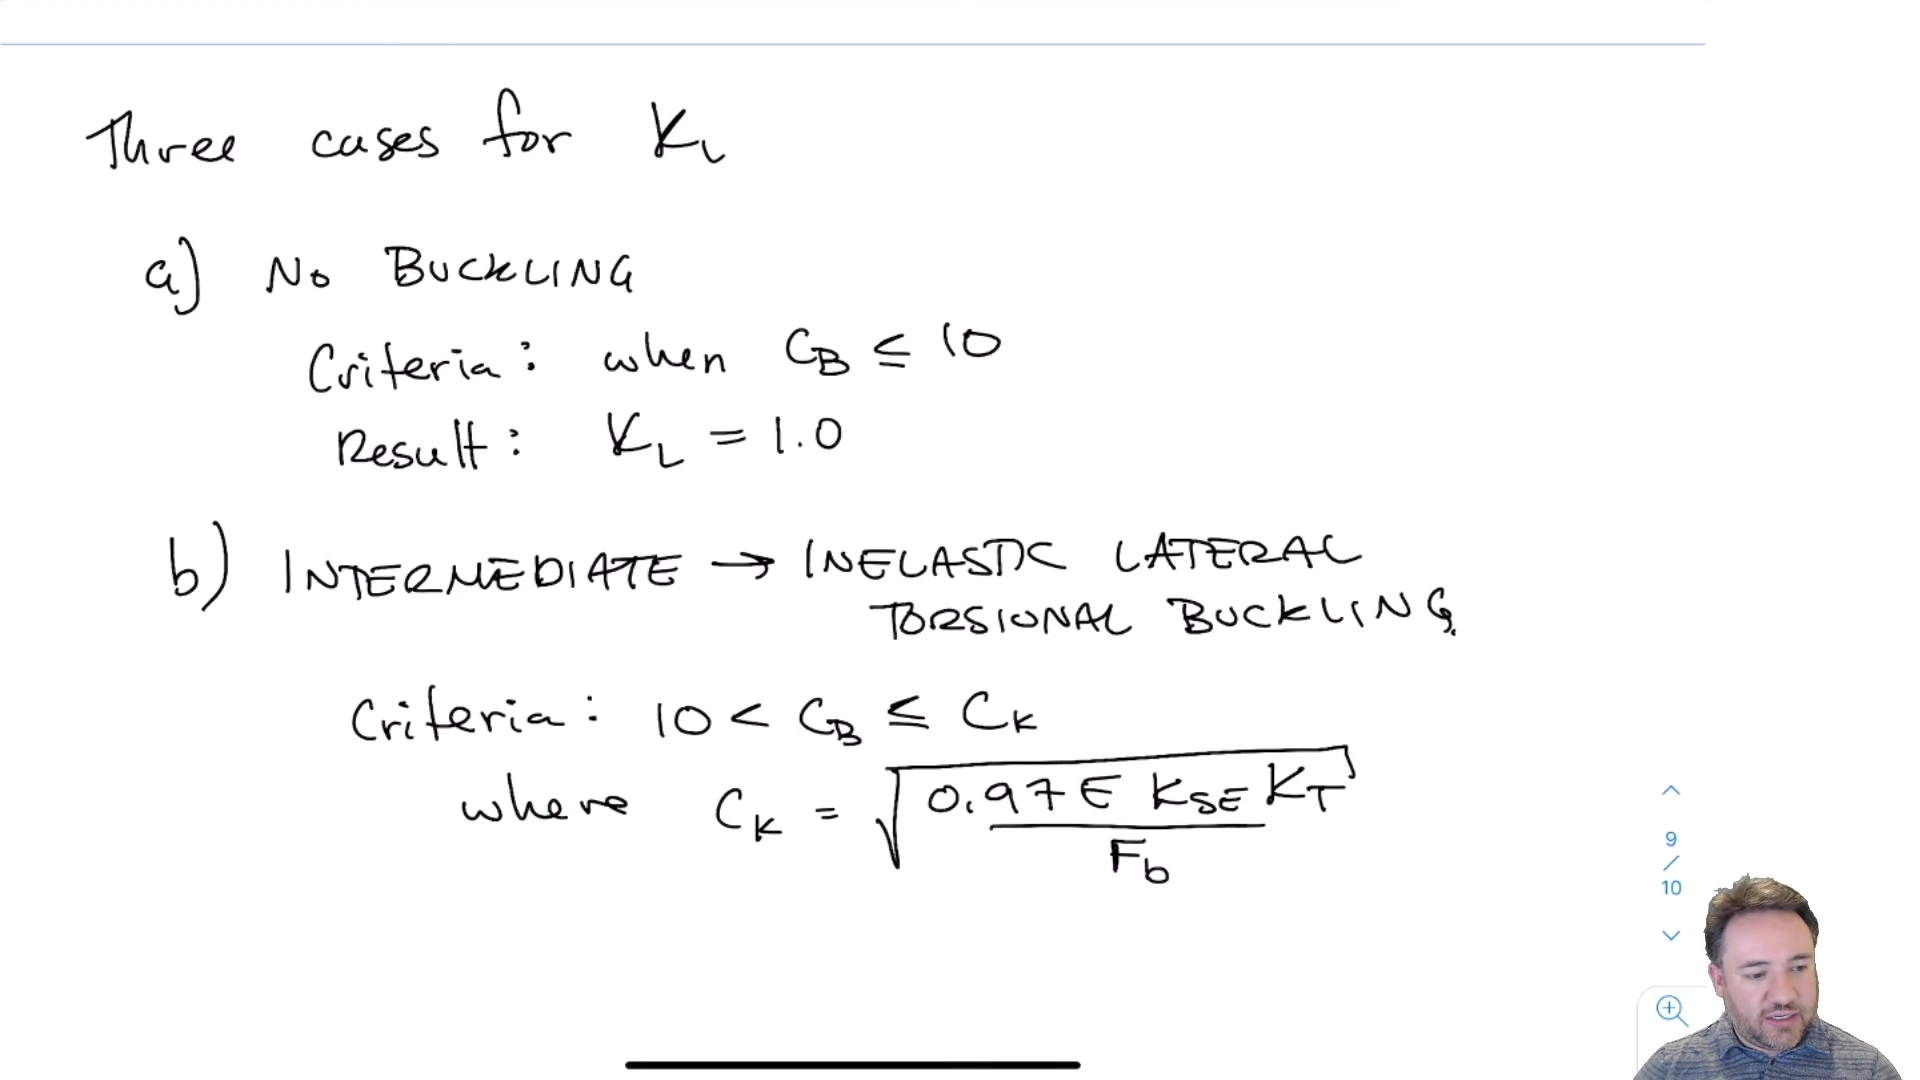 Three cases for K_L
a) NO BUCKLING
Criteria: when C_B ≤ 10
Result: K_L = 1.0
b) INTERMEDIATE → INELASTIC LATERAL
TORSIONAL BUCKLING.
Criteria: 10 < C_B ≤ C_K
where C_K = √(0.97 E K_SE K_T / F_b)
9
/
10